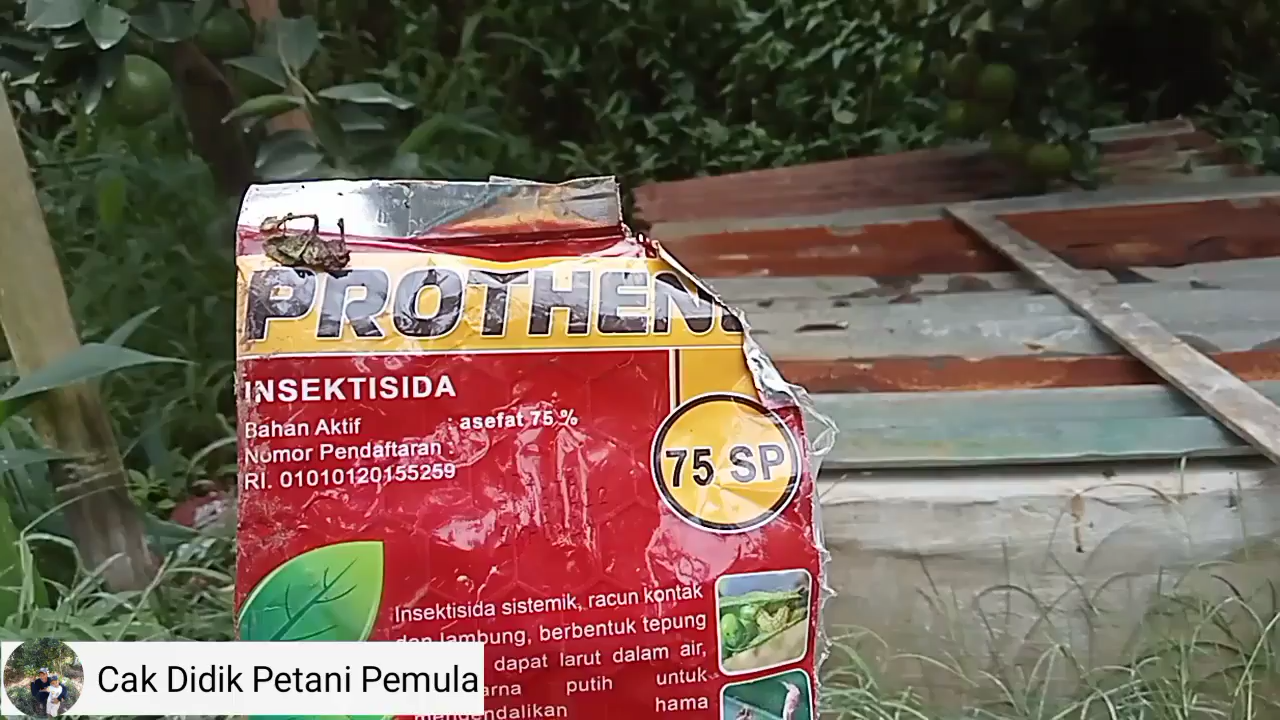 PROTHEN
INSEKTISIDA
Bahan Aktif : asefat 75 %
Nomor Pendaftaran :
RI. 01010120155259
75 SP
Insektisida sistemik, racun kontak
dan lambung, berbentuk tepung
dapat larut dalam air,
putih untuk
mengendalikan hama
Cak Didik Petani Pemula